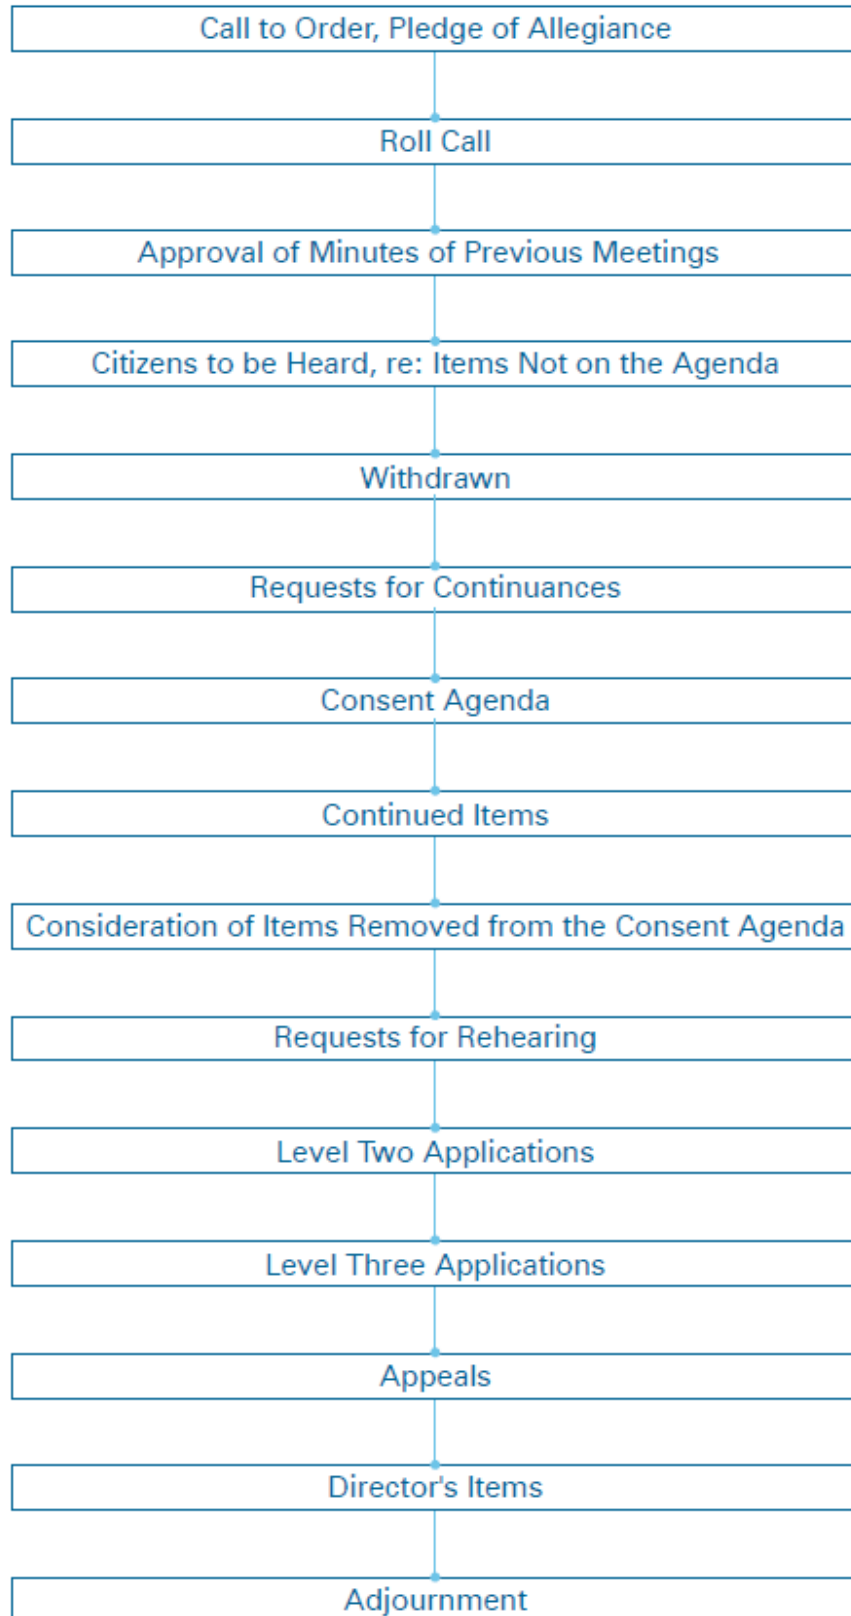 Call to Order, Pledge of Allegiance
Roll Call
Approval of Minutes of Previous Meetings
Citizens to be Heard, re: Items Not on the Agenda
Withdrawn
Requests for Continuances
Consent Agenda
Continued Items
Consideration of Items Removed from the Consent Agenda
Requests for Rehearing
Level Two Applications
Level Three Applications
Appeals
Director's Items
Adjournment